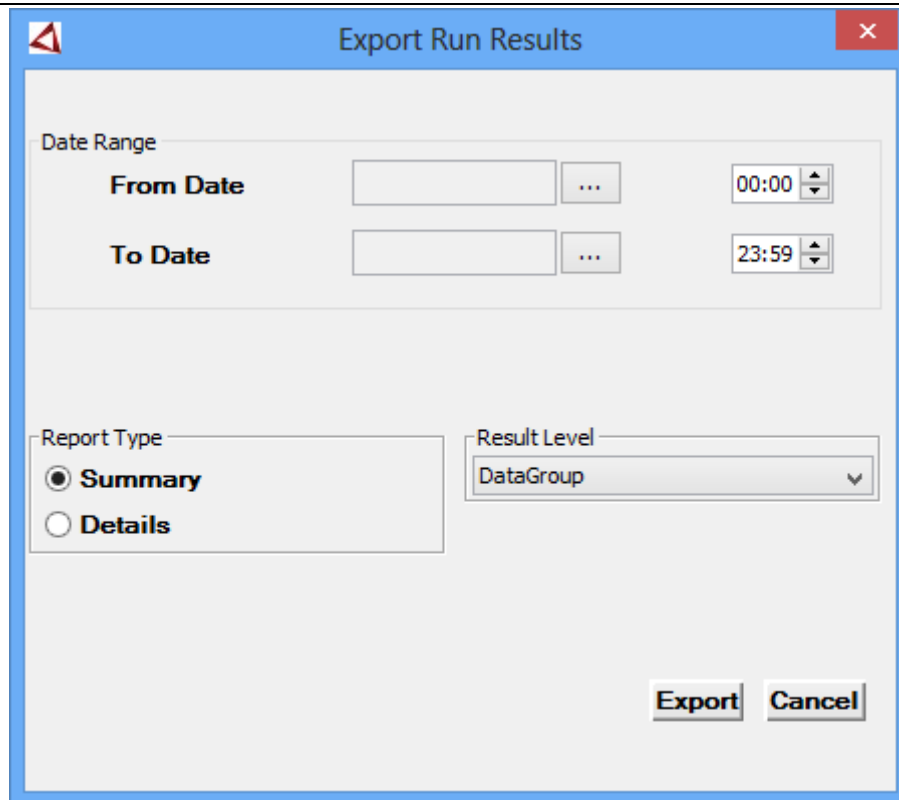 Export Run Results
Date Range
From Date ... 00:00
To Date ... 23:59
Report Type
Summary
Details
Result Level
DataGroup
Export Cancel